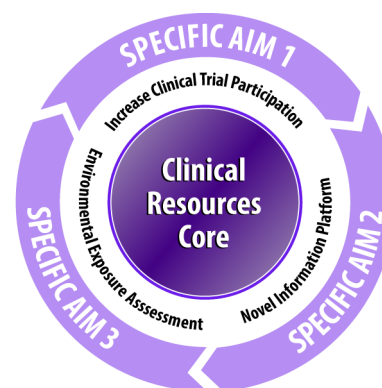 SPECIFIC AIM 1
Increase Clinical Trial Participation
Clinical
Resources
Core
SPECIFIC AIM 2
Novel Information Platform
SPECIFIC AIM 3
Environmental Exposure Asssessment